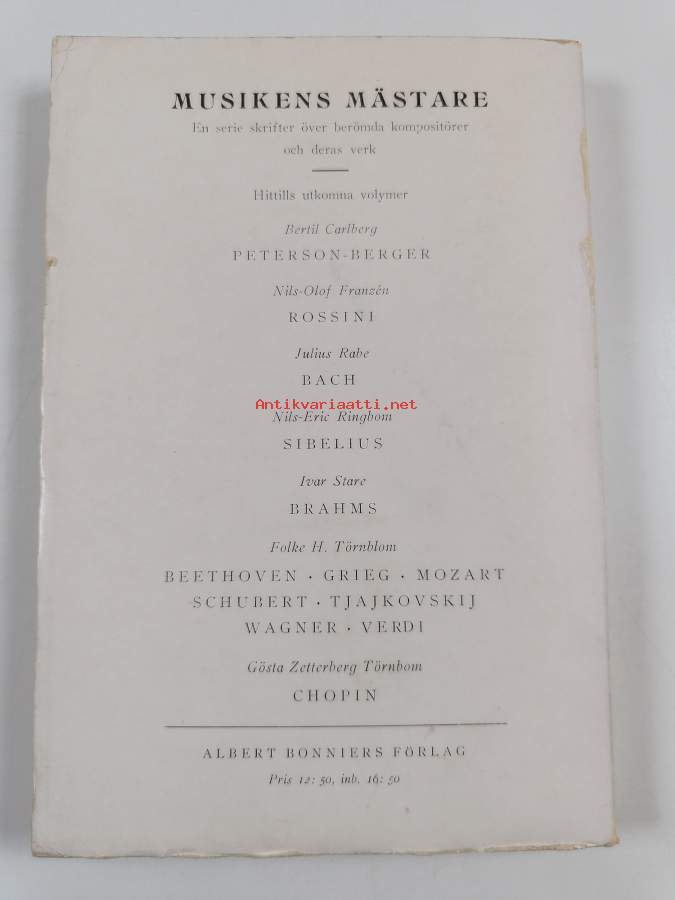 MUSIKENS MÄSTARE
En serie skrifter över berömda kompositörer
och deras verk
Hittills utkomna volymer
Bertil Carlberg
PETERSON-BERGER
Nils-Olof Franzén
ROSSINI
Julius Rabe
BACH
Antikvariaatti.net
Nils-Eric Ringbom
SIBELIUS
Ivar Stare
BRAHMS
Folke H. Törnblom
BEETHOVEN · GRIEG · MOZART
SCHUBERT · TJAJKOVSKIJ
WAGNER · VERDI
Gösta Zetterberg Törnbom
CHOPIN
ALBERT BONNIERS FÖRLAG
Pris 12: 50, inb. 16: 50